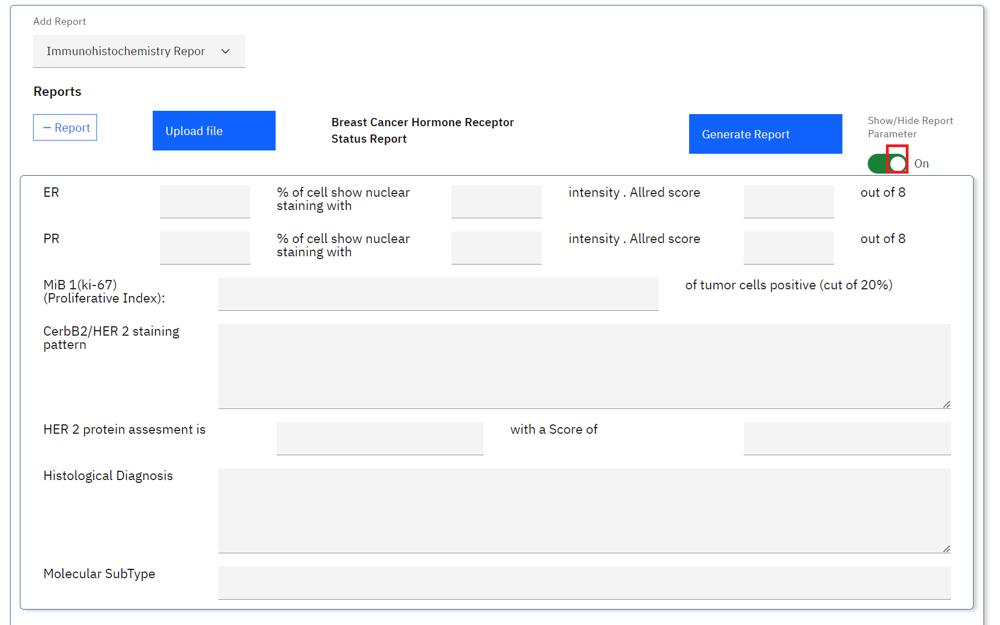 Add Report
Immunohistochemistry Repor
Reports
— Report
Upload file
Breast Cancer Hormone Receptor
Status Report
Generate Report
Show/Hide Report
Parameter
On
ER
% of cell show nuclear
staining with
intensity . Allred score
out of 8
PR
% of cell show nuclear
staining with
intensity . Allred score
out of 8
MiB 1(ki-67)
(Proliferative Index):
of tumor cells positive (cut of 20%)
CerbB2/HER 2 staining
pattern
HER 2 protein assesment is
with a Score of
Histological Diagnosis
Molecular SubType